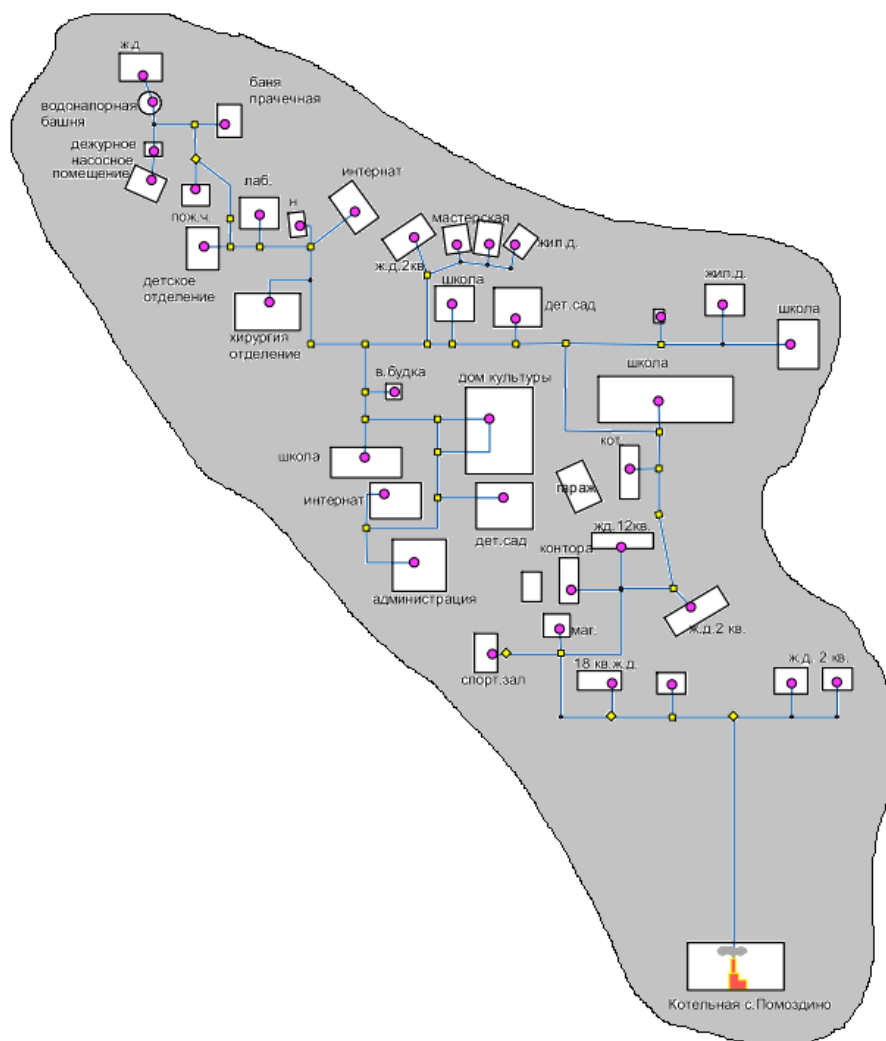 ж.д
баня
прачечная
водонапорная
башня
дежурное
насосное
помещение
интернат
лаб.
н
пож.ч.
мастерская
жил.д.
ж.д.2кв.
детское
отделение
школа
жил.д.
дет.сад
школа
хирургия
отделение
школа
в.будка
дом культуры
кот.
школа
гараж
интернат
жд.12кв.
дет.сад
контора
администрация
маг.
ж.д.2 кв.
18 кв.ж.д.
ж.д. 2 кв.
спорт.зал
Котельная с.Помоздино